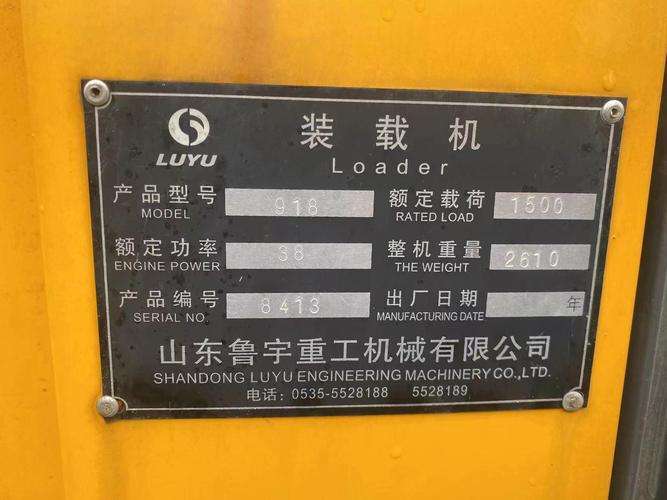 LUYU
装载机
Loader
产品型号 918 额定载荷 1500
MODEL RATED LOAD
额定功率 38 整机重量 2610
ENGINE POWER THE WEIGHT
产品编号 8413 出厂日期 年
SERIAL NO. MANUFACTURING DATE
山东鲁宇重工机械有限公司
SHANDONG LUYU ENGINEERING MACHINERY CO.,LTD.
电话: 0535-5528188 5528189